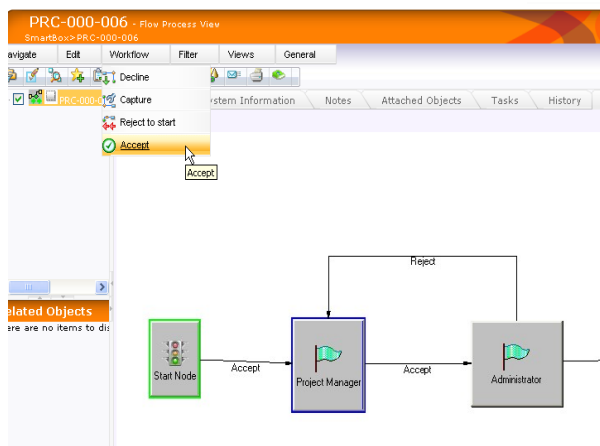 PRC-000-006 - Flow Process View
SmartBox>PRC-000-006
avigate Edit Workflow Filter Views General
Decline
Capture
Reject to start
Accept
Accept
PRC-000-0
stem Information Notes Attached Objects Tasks History
elated Objects
ere are no items to dis
Reject
Start Node
Accept
Project Manager
Accept
Administrator